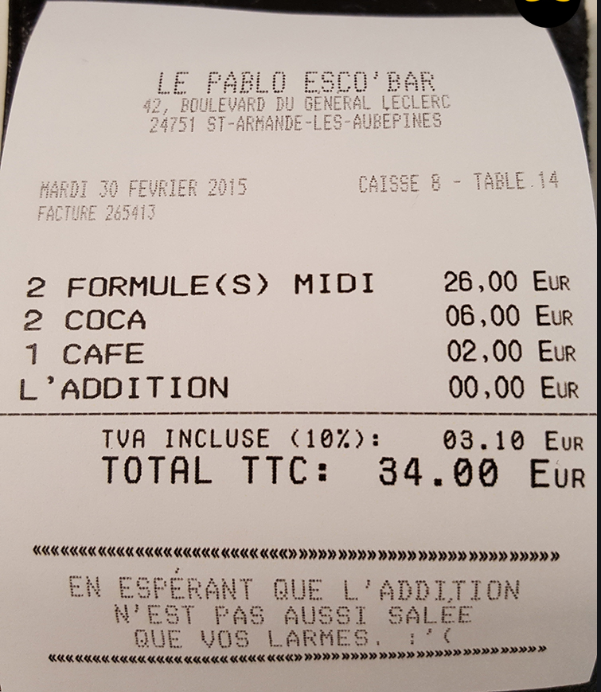 LE PABLO ESCO'BAR
42, BOULEVARD DU GENERAL LECLERC
24751 ST-ARMANDE-LES-AUBEPINES
MARDI 30 FEVRIER 2015 CAISSE 8 - TABLE 14
FACTURE 265413
2 FORMULE(S) MIDI 26,00 EUR
2 COCA 06,00 EUR
1 CAFE 02,00 EUR
L'ADDITION 00,00 EUR
TVA INCLUSE (10%): 03.10 EUR
TOTAL TTC: 34.00 EUR
EN ESPÉRANT QUE L'ADDITION
N'EST PAS AUSSI SALÉE
QUE VOS LARMES. :'(